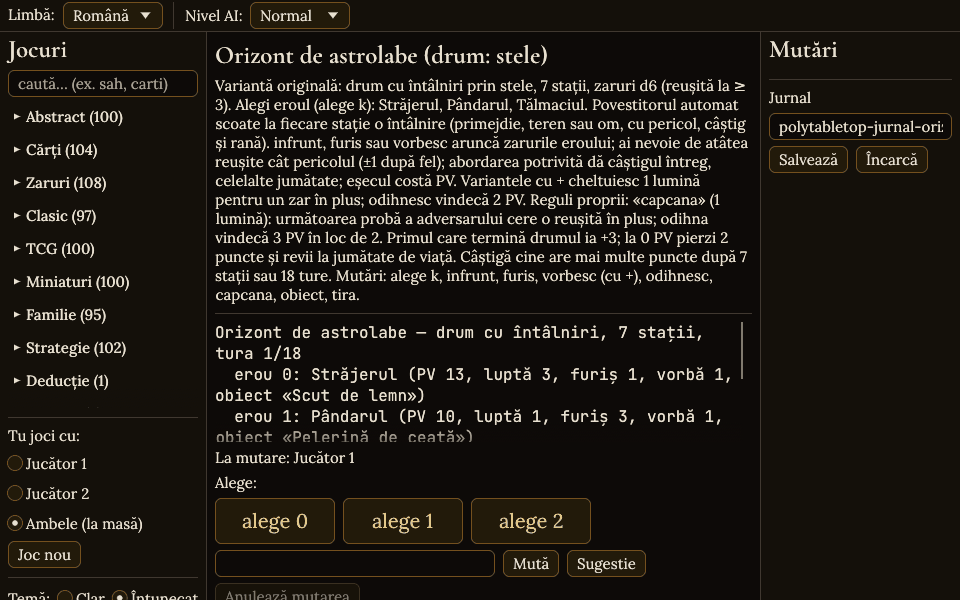 Limbă: Română ▼ Nivel AI: Normal ▼
Jocuri
caută... (ex. sah, carti)
▸ Abstract (100)
▸ Cărți (104)
▸ Zaruri (108)
▸ Clasic (97)
▸ TCG (100)
▸ Miniaturi (100)
▸ Familie (95)
▸ Strategie (102)
▸ Deducție (1)
Tu joci cu:
Jucător 1
Jucător 2
Ambele (la masă)
Joc nou
Temă: Clar Întunecat
Orizont de astrolabe (drum: stele)
Variantă originală: drum cu întâlniri prin stele, 7 stații, zaruri d6 (reușită la ≥
3). Alegi eroul (alege k): Străjerul, Pândarul, Tălmaciul. Povestitorul automat
scoate la fiecare stație o întâlnire (primejdie, teren sau om, cu pericol, câștig
și rană). infrunt, furis sau vorbesc aruncă zarurile eroului; ai nevoie de atâtea
reușite cât pericolul (±1 după fel); abordarea potrivită dă câștigul întreg,
celelalte jumătate; eșecul costă PV. Variantele cu + cheltuiesc 1 lumină
pentru un zar în plus; odihnesc vindecă 2 PV. Reguli proprii: «capcana» (1
lumină): următoarea probă a adversarului cere o reușită în plus; odihna
vindecă 3 PV în loc de 2. Primul care termină drumul ia +3; la 0 PV pierzi 2
puncte și revii la jumătate de viață. Câștigă cine are mai multe puncte după 7
stații sau 18 ture. Mutări: alege k, infrunt, furis, vorbesc (cu +), odihnesc,
capcana, obiect, tira.
Orizont de astrolabe — drum cu întâlniri, 7 stații,
tura 1/18
erou 0: Străjerul (PV 13, luptă 3, furiș 1, vorbă 1,
obiect «Scut de lemn»)
erou 1: Pândarul (PV 10, luptă 1, furiș 3, vorbă 1,
obiect «Pelerină de ceață»)
La mutare: Jucător 1
Alege:
alege 0 alege 1 alege 2
Mută Sugestie
Anulează mutarea
Mutări
Jurnal
polytabletop-jurnal-ori
Salvează Încarcă